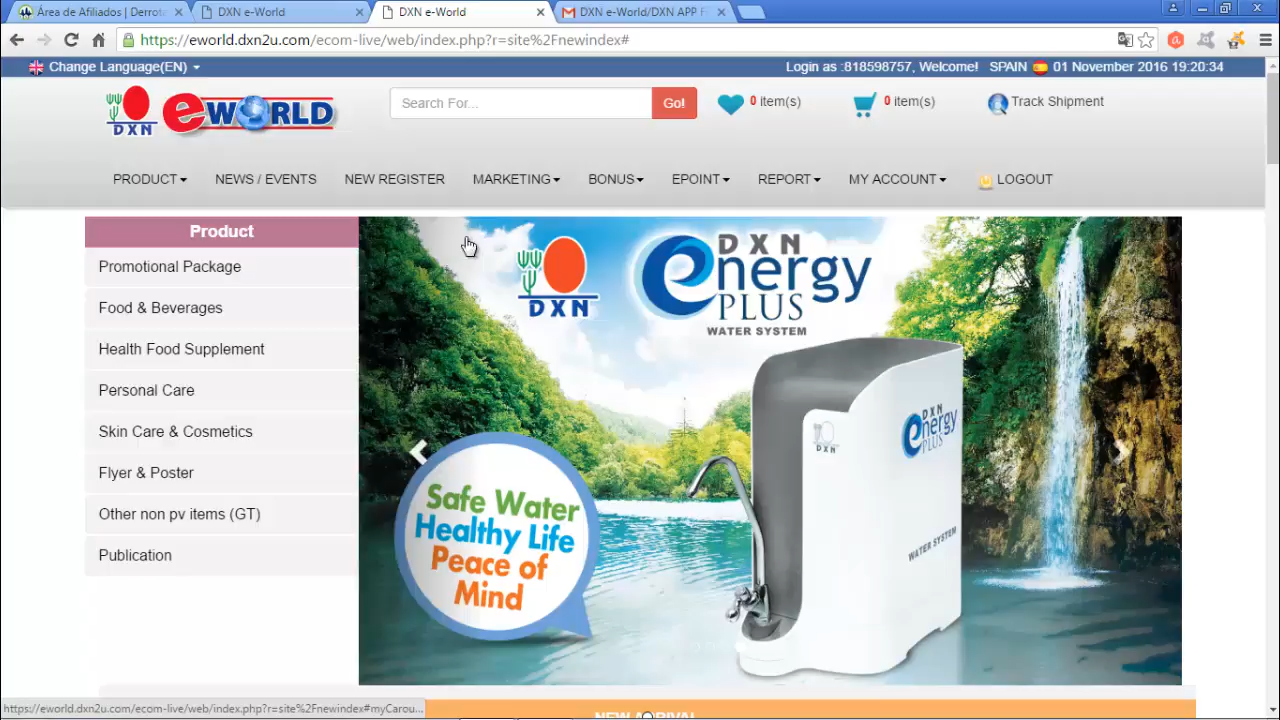 Área de Afiliados | Derrote
DXN e-World
DXN e-World
DXN e-World/DXN APP F
https://eworld.dxn2u.com/ecom-live/web/index.php?r=site%2Fnewindex#
Change Language(EN)
Login as :818598757, Welcome! SPAIN 01 November 2016 19:20:34
DXN eWORLD
Search For...
Go!
0 item(s)
0 item(s)
Track Shipment
PRODUCT
NEWS / EVENTS
NEW REGISTER
MARKETING
BONUS
EPOINT
REPORT
MY ACCOUNT
LOGOUT
Product
Promotional Package
Food & Beverages
Health Food Supplement
Personal Care
Skin Care & Cosmetics
Flyer & Poster
Other non pv items (GT)
Publication
DXN
DXN
energy
PLUS
WATER SYSTEM
Safe Water
Healthy Life
Peace of
Mind
DXN
DXN
energy
PLUS
WATER SYSTEM
https://eworld.dxn2u.com/ecom-live/web/index.php?r=site%2Fnewindex#myCarou...
NEW ARRIVAL